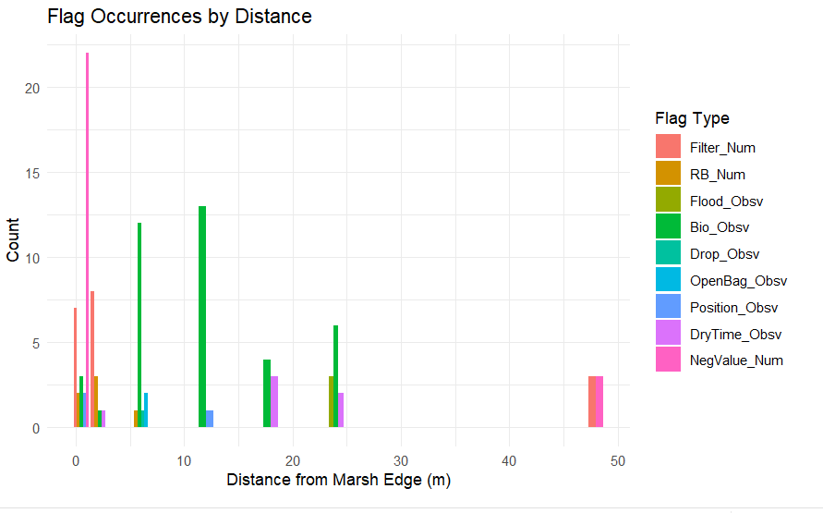 Flag Occurrences by Distance
20
15
10
5
0
Count
0 10 20 30 40 50
Distance from Marsh Edge (m)
Flag Type
Filter_Num
RB_Num
Flood_Obsv
Bio_Obsv
Drop_Obsv
OpenBag_Obsv
Position_Obsv
DryTime_Obsv
NegValue_Num